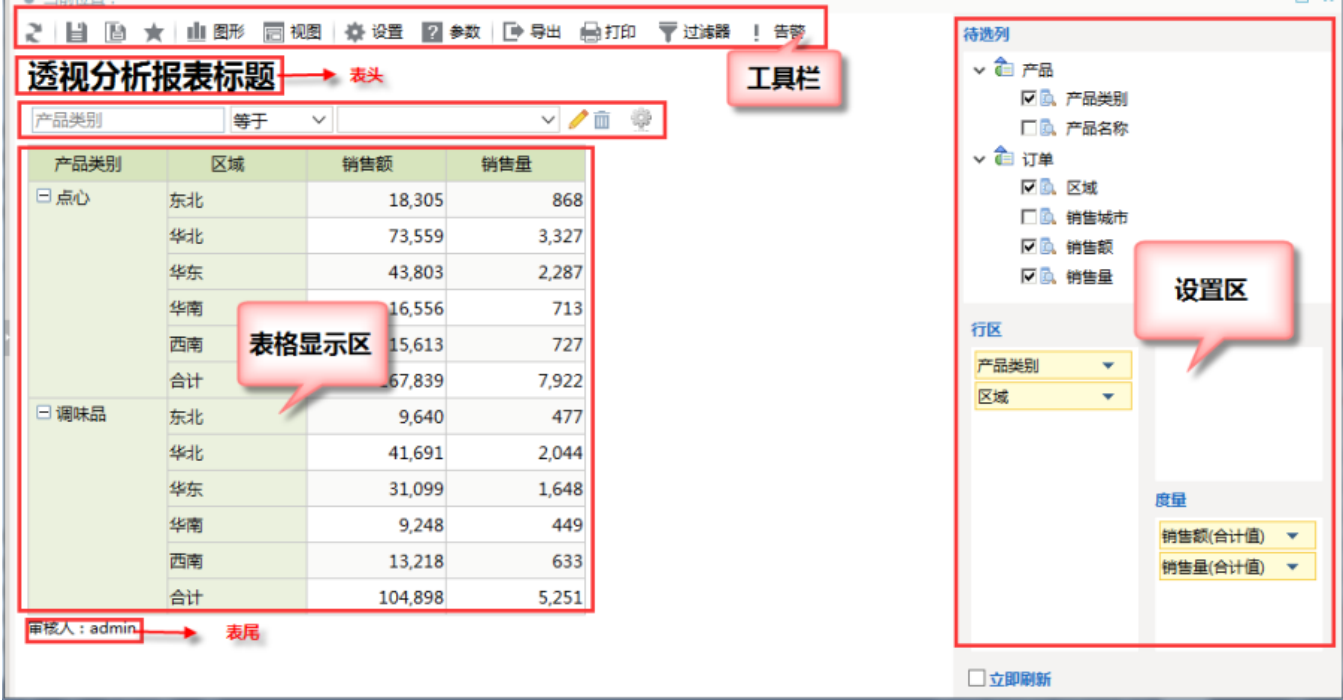 图形 视图 设置 参数 导出 打印 过滤器 告警
工具栏
透视分析报表标题 表头
产品类别 等于
产品类别 区域 销售额 销售量
点心 东北 18,305 868
华北 73,559 3,327
华东 43,803 2,287
华南 16,556 713
西南 15,613 727
合计 67,839 7,922
表格显示区
调味品 东北 9,640 477
华北 41,691 2,044
华东 31,099 1,648
华南 9,248 449
西南 13,218 633
合计 104,898 5,251
审核人：admin 表尾
待选列
产品
产品类别
产品名称
订单
区域
销售城市
销售额
销售量
设置区
行区
产品类别
区域
度量
销售额(合计值)
销售量(合计值)
立即刷新